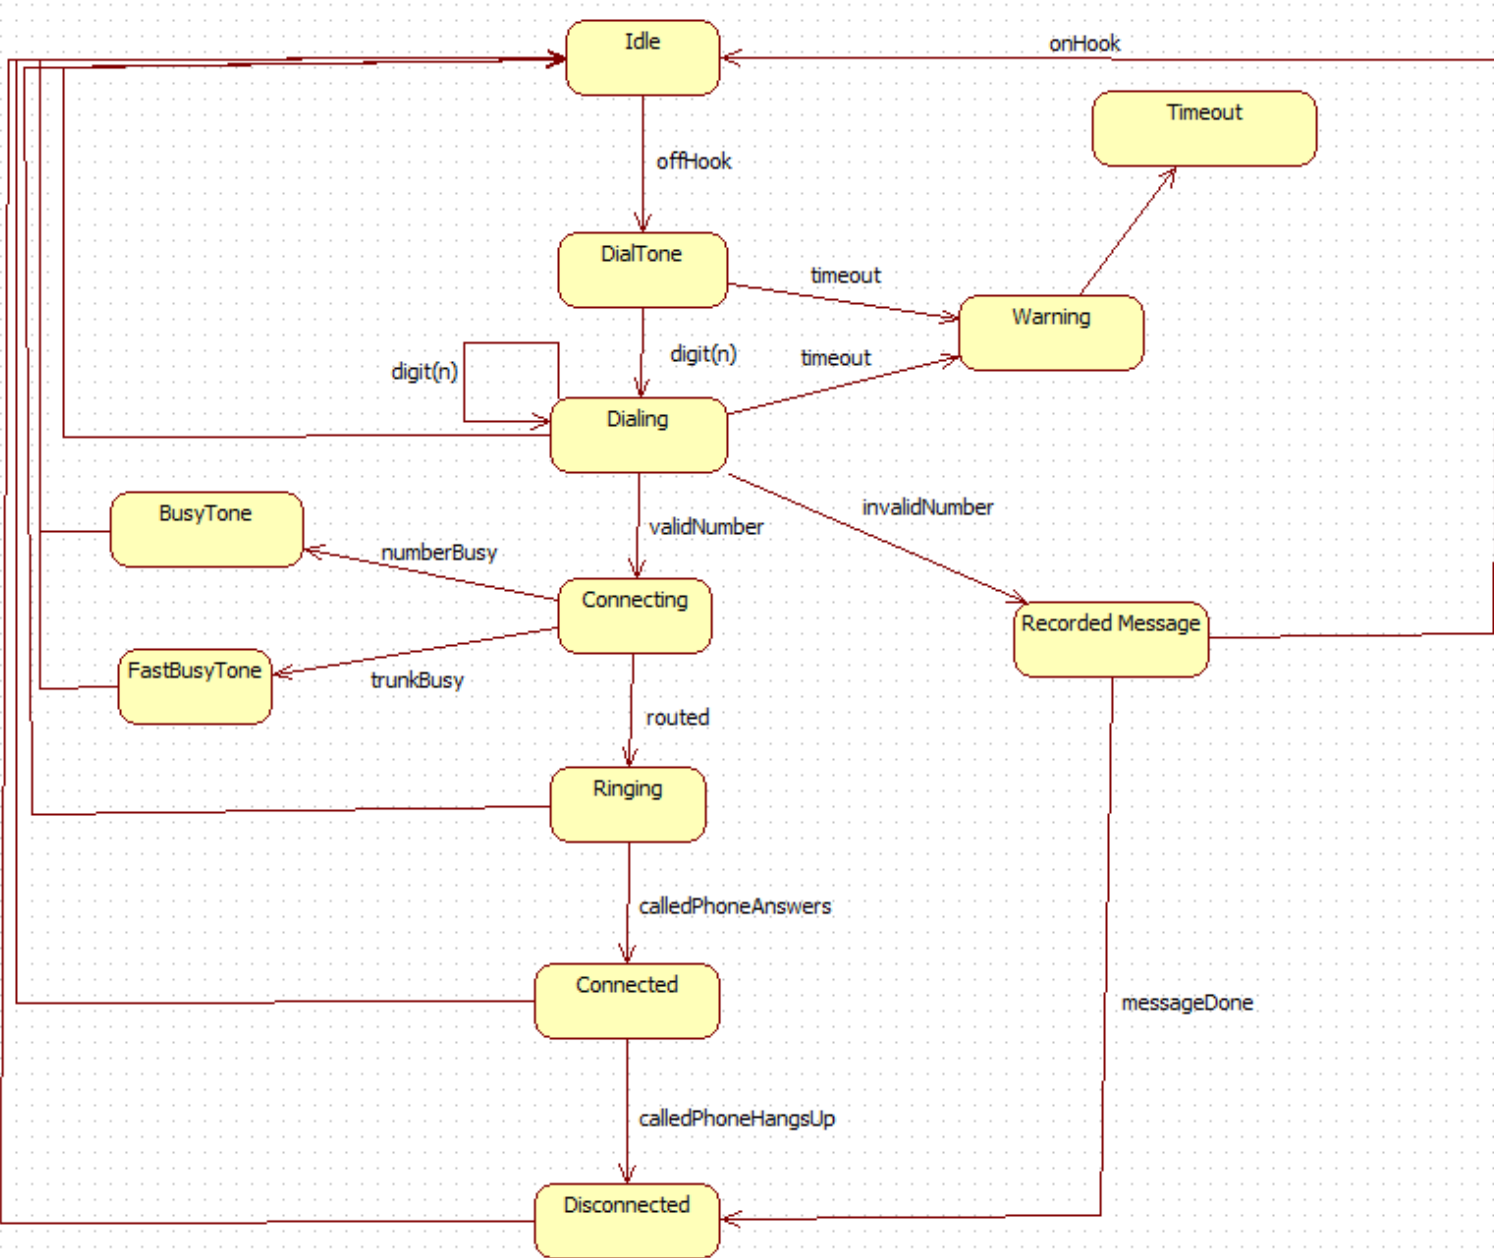 Idle
onHook
Timeout
offHook
DialTone
timeout
Warning
digit(n)
timeout
digit(n)
Dialing
BusyTone
invalidNumber
validNumber
numberBusy
Connecting
Recorded Message
FastBusyTone
trunkBusy
routed
Ringing
calledPhoneAnswers
Connected
messageDone
calledPhoneHangsUp
Disconnected